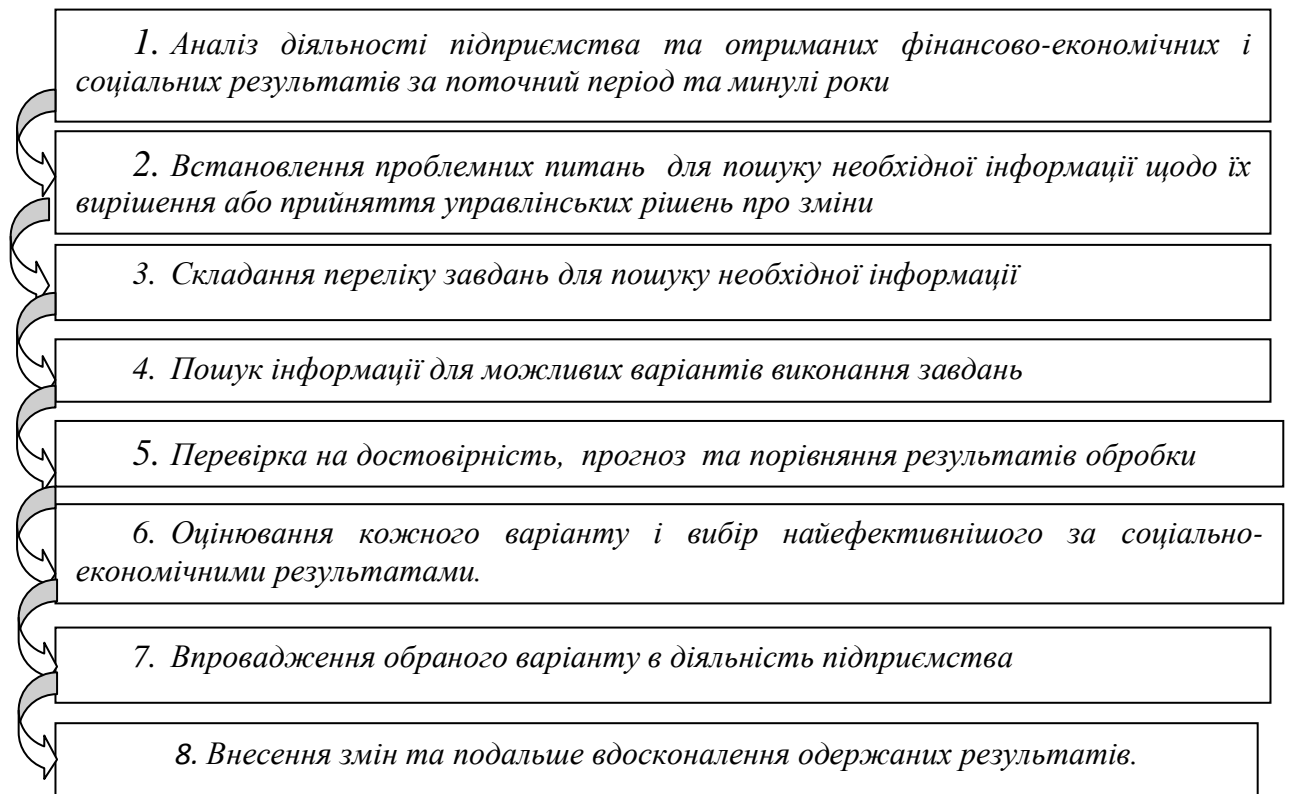 1. Аналіз діяльності підприємства та отриманих фінансово-економічних і
соціальних результатів за поточний період та минулі роки
2. Встановлення проблемних питань для пошуку необхідної інформації щодо їх
вирішення або прийняття управлінських рішень про зміни
3. Складання переліку завдань для пошуку необхідної інформації
4. Пошук інформації для можливих варіантів виконання завдань
5. Перевірка на достовірність, прогноз та порівняння результатів обробки
6. Оцінювання кожного варіанту і вибір найефективнішого за соціально-
економічними результатами.
7. Впровадження обраного варіанту в діяльність підприємства
8. Внесення змін та подальше вдосконалення одержаних результатів.